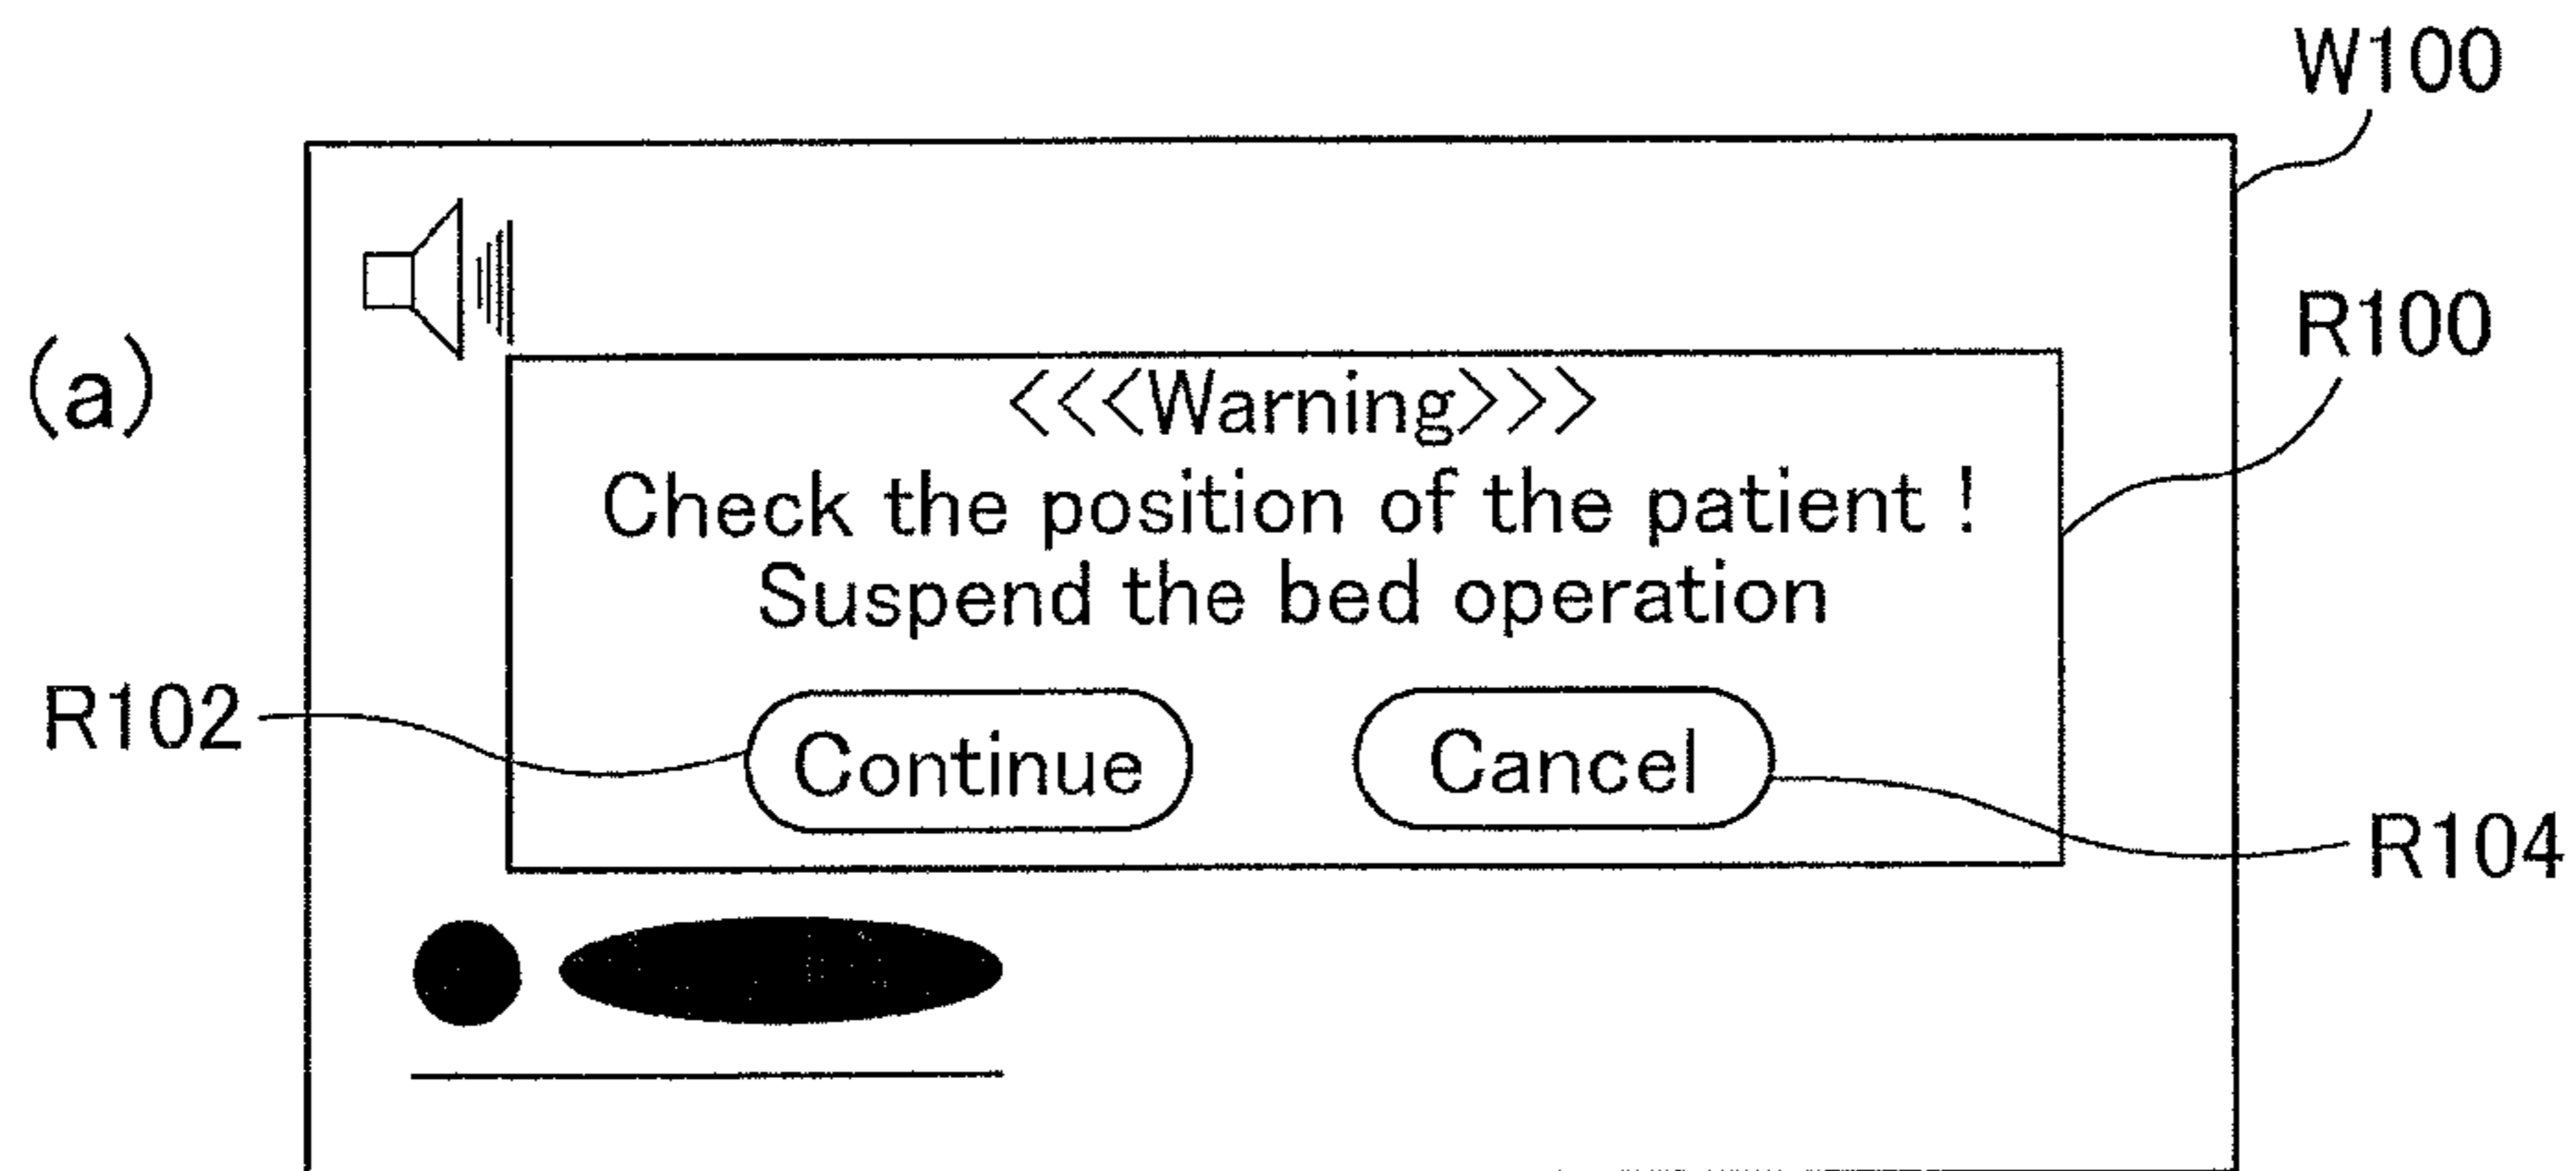 W100
R100
(a)
<<<Warning>>>
Check the position of the patient !
Suspend the bed operation
R102
Continue
Cancel
R104